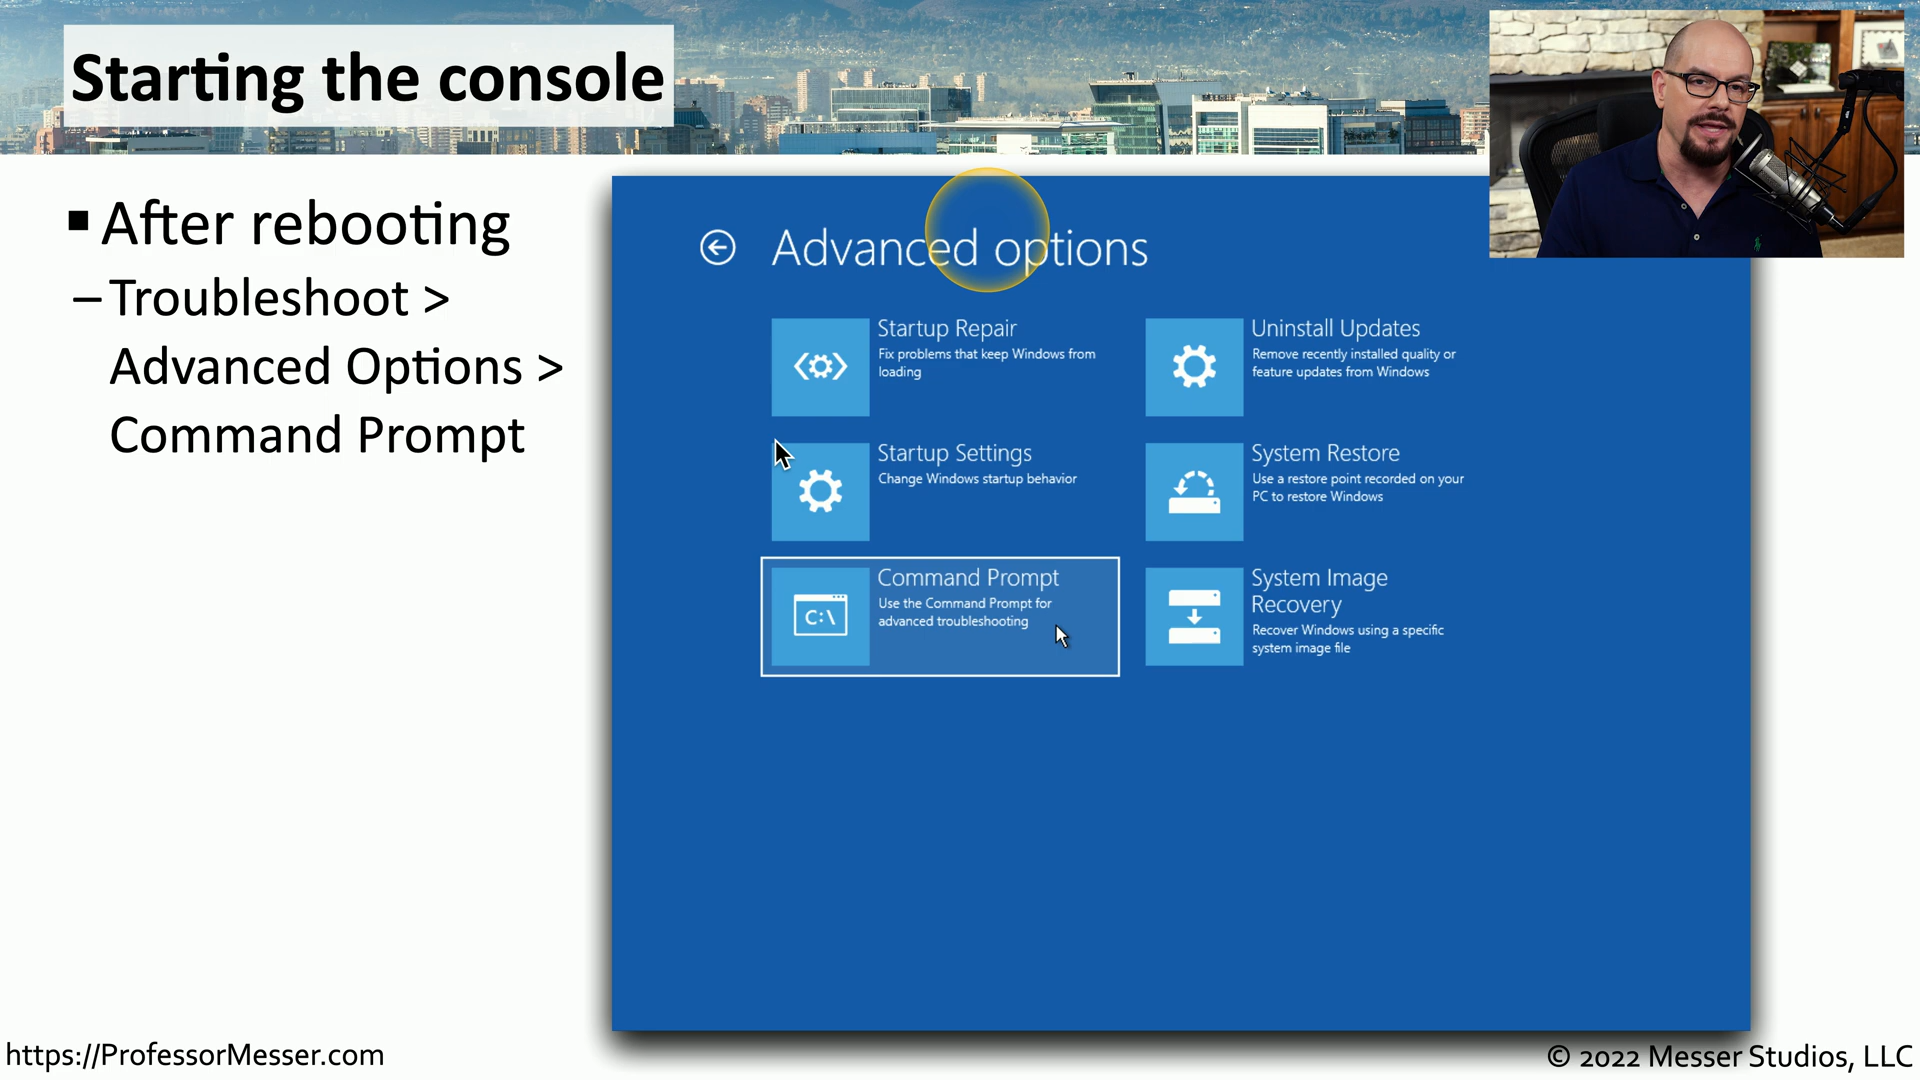 Starting the console
▪ After rebooting
– Troubleshoot >
Advanced Options >
Command Prompt
Advanced options
Startup Repair
Fix problems that keep Windows from
loading
Uninstall Updates
Remove recently installed quality or
feature updates from Windows
Startup Settings
Change Windows startup behavior
System Restore
Use a restore point recorded on your
PC to restore Windows
C:\
Command Prompt
Use the Command Prompt for
advanced troubleshooting
System Image
Recovery
Recover Windows using a specific
system image file
https://ProfessorMesser.com
© 2022 Messer Studios, LLC